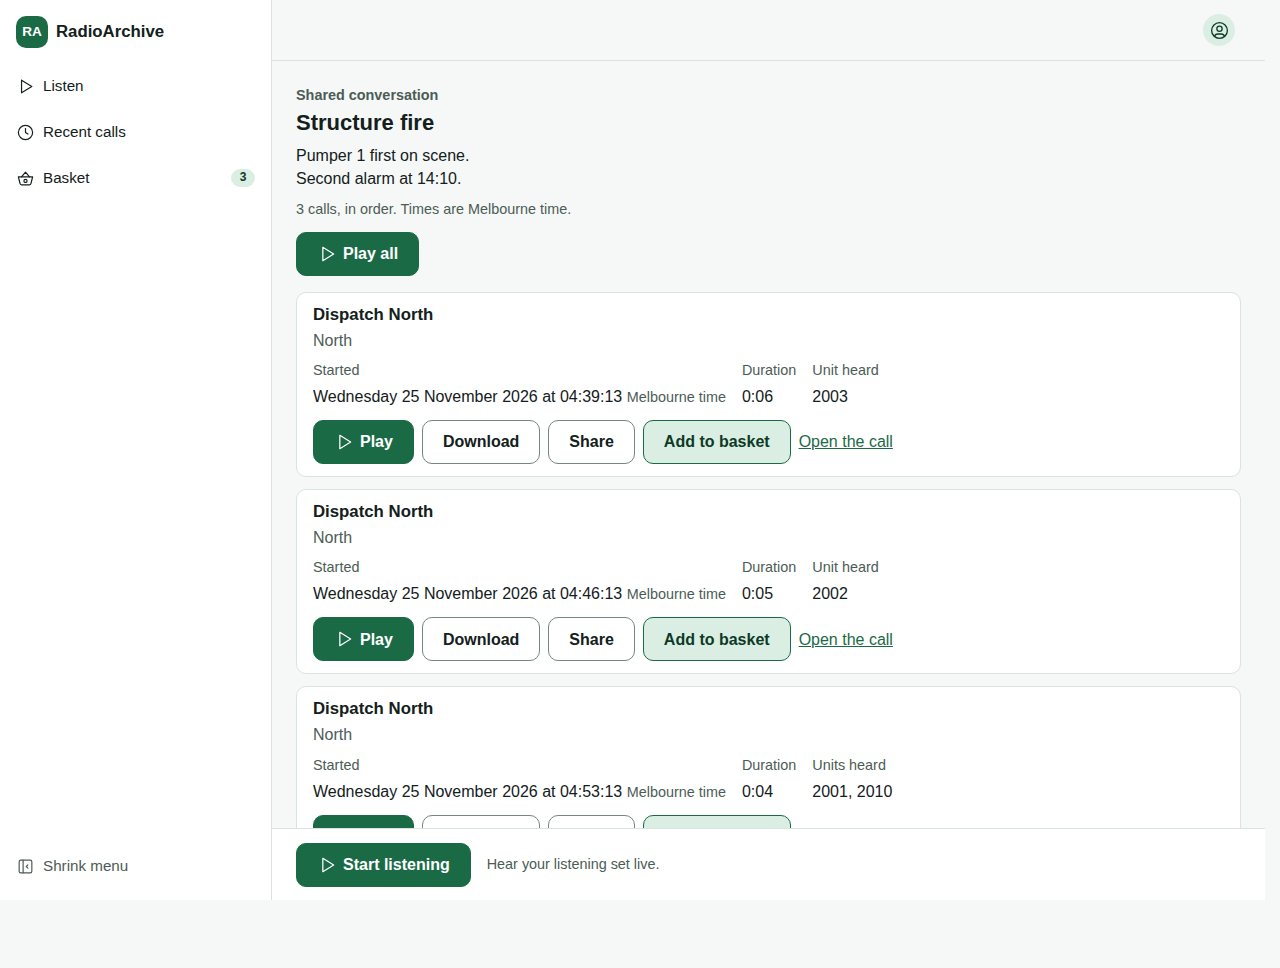 RA RadioArchive
Listen
Recent calls
Basket 3
Shrink menu
Shared conversation
Structure fire
Pumper 1 first on scene.
Second alarm at 14:10.
3 calls, in order. Times are Melbourne time.
Play all
Dispatch North
North
Started Duration Unit heard
Wednesday 25 November 2026 at 04:39:13 Melbourne time 0:06 2003
Play Download Share Add to basket Open the call
Dispatch North
North
Started Duration Unit heard
Wednesday 25 November 2026 at 04:46:13 Melbourne time 0:05 2002
Play Download Share Add to basket Open the call
Dispatch North
North
Started Duration Units heard
Wednesday 25 November 2026 at 04:53:13 Melbourne time 0:04 2001, 2010
Start listening Hear your listening set live.